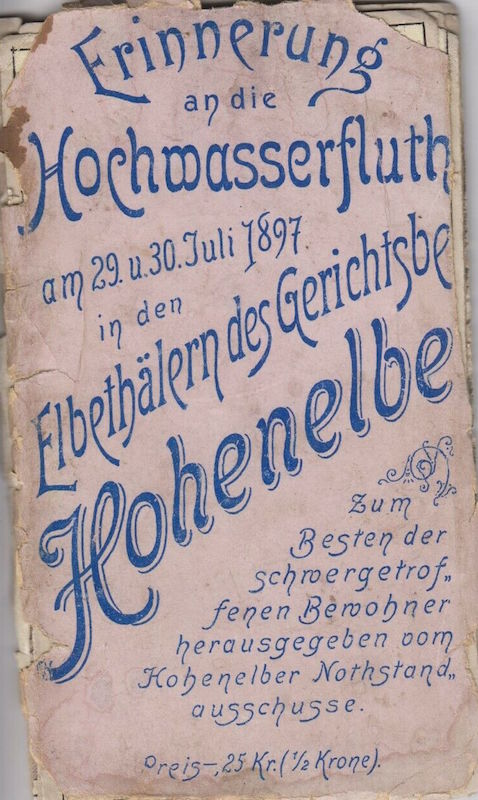 Erinnerung
an die
Hochwasserfluth
am 29. u. 30. Juli 1897
in den
Elbethälern des Gerichtsbe
Hohenelbe
Zum
Besten der
schwergetrof„
fenen Bewohner
herausgegeben vom
Hohenelber Nothstand„
ausschusse.
Preis -,25 Kr. (½ Krone).